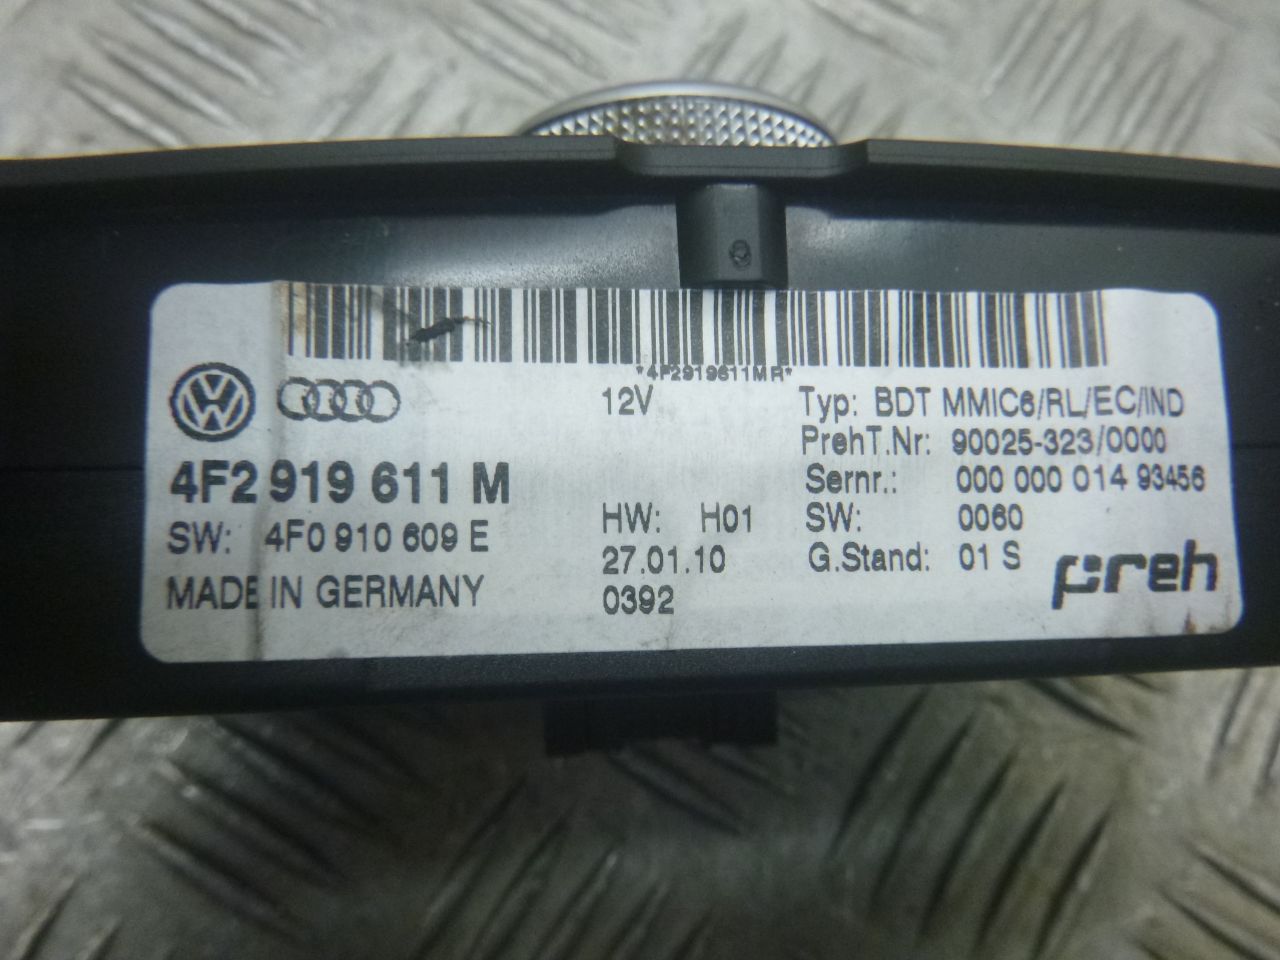 *4F2919611MR*
12V
4F2 919 611 M
SW: 4F0 910 609 E
MADE IN GERMANY
HW: H01
27.01.10
0392
Typ: BDT MMIC6/RL/EC/IND
PrehT.Nr: 90025-323/0000
Sernr.: 000 000 014 93456
SW: 0060
G.Stand: 01 S
preh